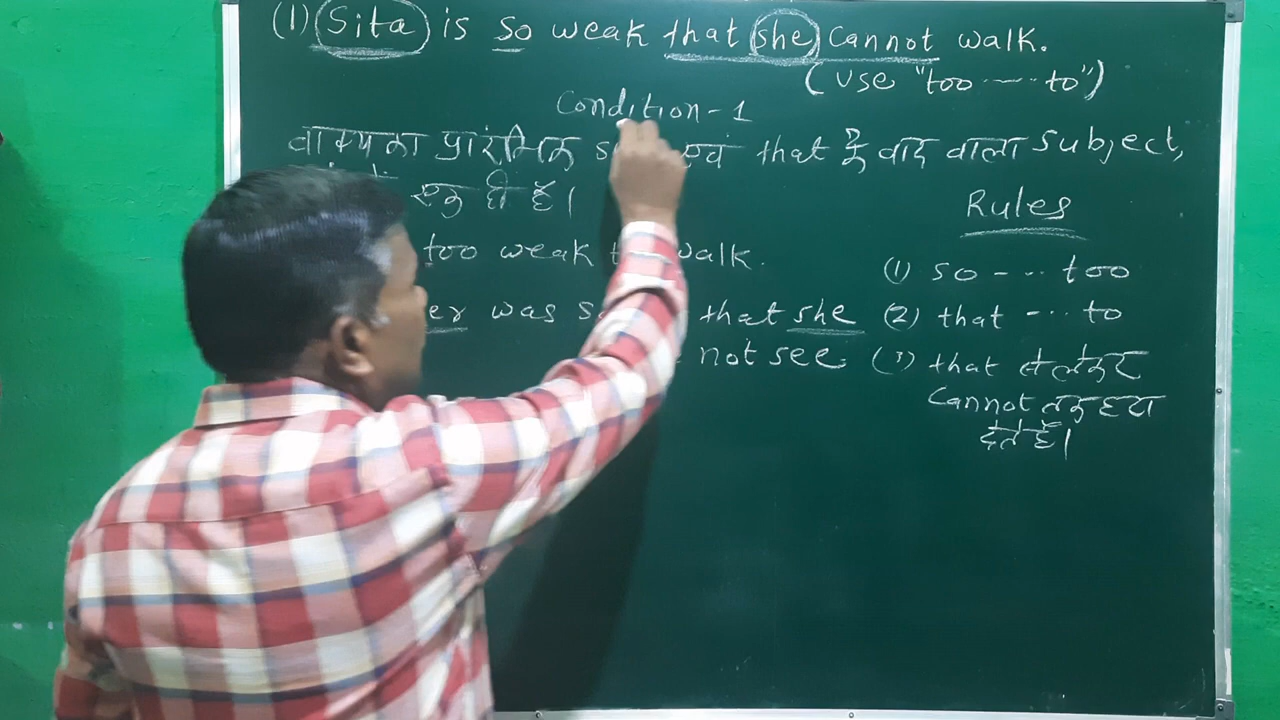 (1) Sita is so weak that she cannot walk.
(Use "too ...... to")
Condition-1
वाक्य का प्रारंभिक एवं that के बाद वाला subject,
एक ही है।
Rules
too weak walk.
(1) so -... too
er was that she
(2) that -... to
not see.
(3) that से लेकर
Cannot तक हटा
देते हैं।